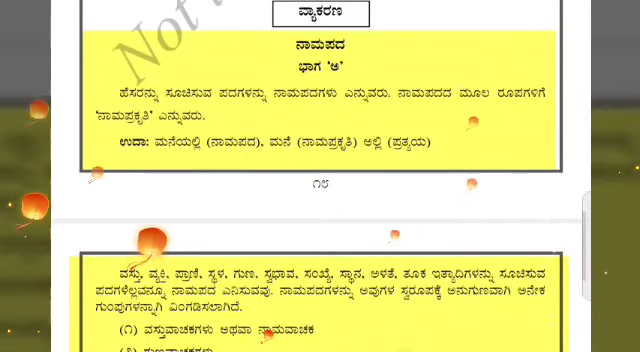 ವ್ಯಾಕರಣ
ನಾಮಪದ
ಭಾಗ ‘ಅ’
ಹೆಸರನ್ನು ಸೂಚಿಸುವ ಪದಗಳನ್ನು ನಾಮಪದಗಳು ಎನ್ನುವರು. ನಾಮಪದದ ಮೂಲ ರೂಪಗಳಿಗೆ
‘ನಾಮಪ್ರಕೃತಿ’ ಎನ್ನುವರು.
ಉದಾ: ಮನೆಯಲ್ಲಿ (ನಾಮಪದ), ಮನೆ (ನಾಮಪ್ರಕೃತಿ) ಅಲ್ಲಿ (ಪ್ರತ್ಯಯ)
೧೮
ವಸ್ತು, ವ್ಯಕ್ತಿ, ಪ್ರಾಣಿ, ಸ್ಥಳ, ಗುಣ, ಸ್ವಭಾವ, ಸಂಖ್ಯೆ, ಸ್ಥಾನ, ಅಳತೆ, ತೂಕ ಇತ್ಯಾದಿಗಳನ್ನು ಸೂಚಿಸುವ
ಪದಗಳೆಲ್ಲವನ್ನೂ ನಾಮಪದ ಎನಿಸುವವು. ನಾಮಪದಗಳನ್ನು ಅವುಗಳ ಸ್ವರೂಪಕ್ಕೆ ಅನುಗುಣವಾಗಿ ಅನೇಕ
ಗುಂಪುಗಳನ್ನಾಗಿ ವಿಂಗಡಿಸಲಾಗಿದೆ.
(೧) ವಸ್ತುವಾಚಕಗಳು ಅಥವಾ ನಾಮವಾಚಕ